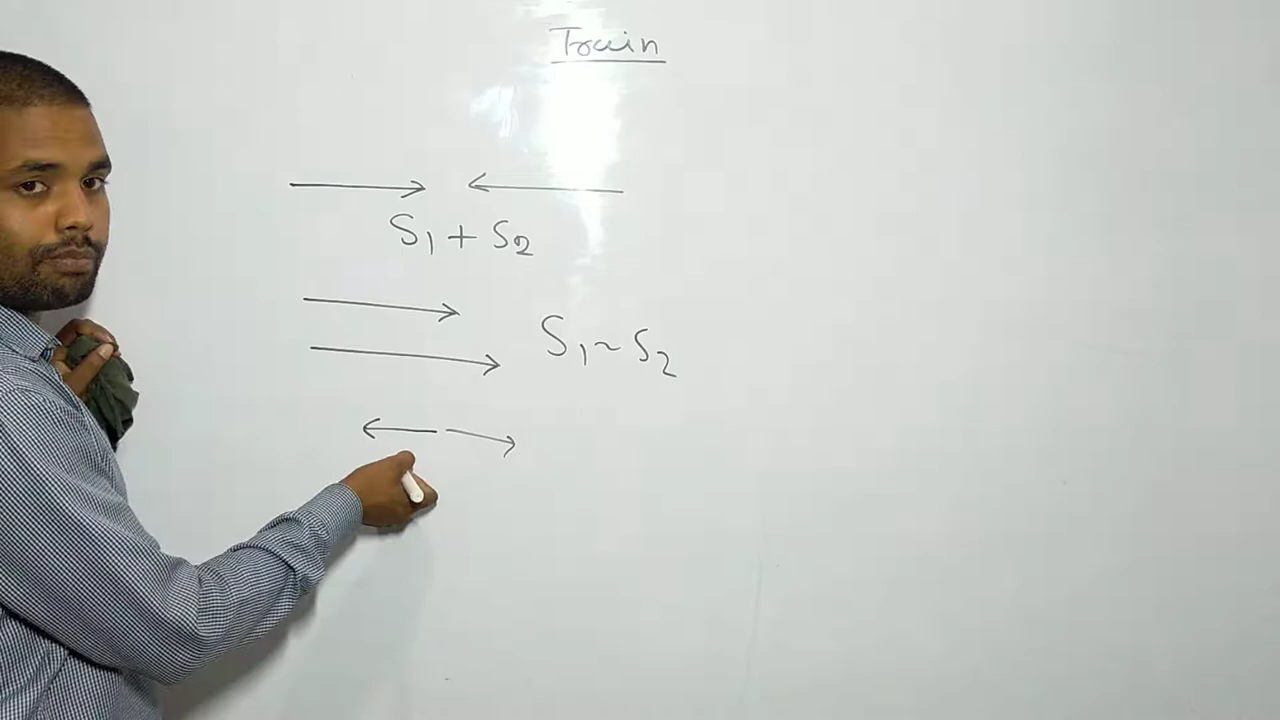 Train
S₁ + S₂
S₁ ~ S₂